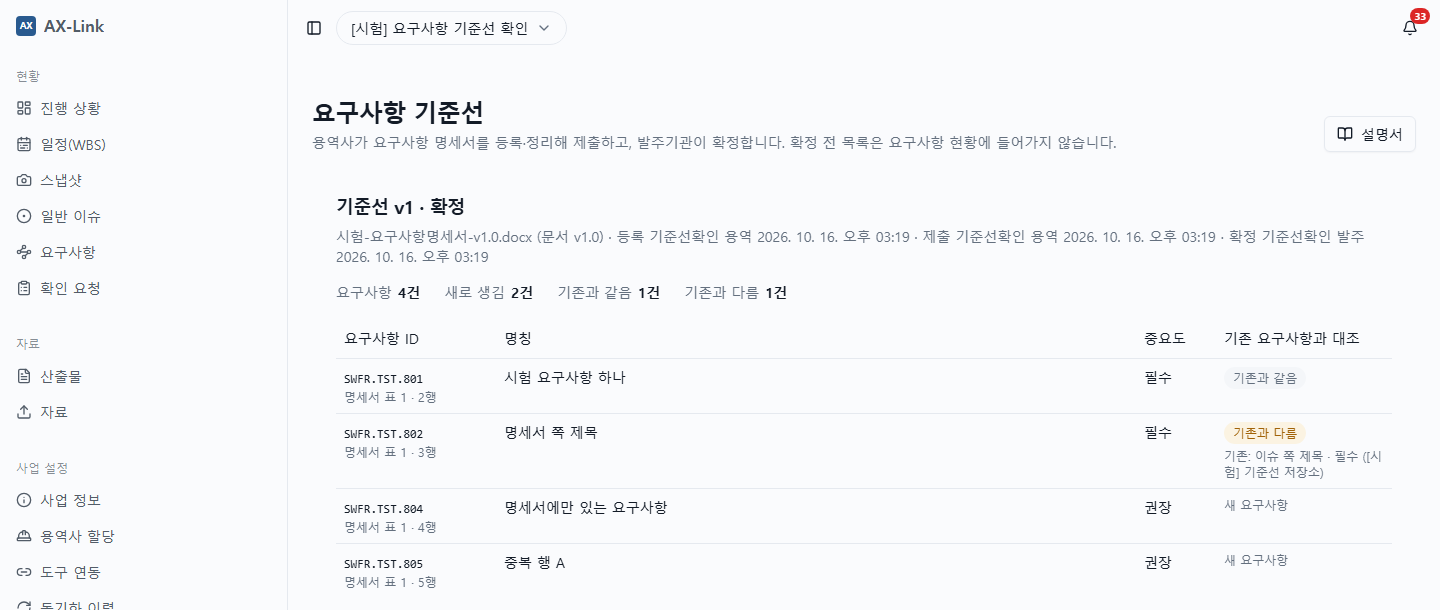 AX AX-Link
[시험] 요구사항 기준선 확인
33
현황
진행 상황
일정(WBS)
스냅샷
일반 이슈
요구사항
확인 요청
자료
산출물
자료
사업 설정
사업 정보
용역사 할당
도구 연동
동기화 이력
요구사항 기준선
용역사가 요구사항 명세서를 등록·정리해 제출하고, 발주기관이 확정합니다. 확정 전 목록은 요구사항 현황에 들어가지 않습니다.
설명서
기준선 v1 · 확정
시험-요구사항명세서-v1.0.docx (문서 v1.0) · 등록 기준선확인 용역 2026. 10. 16. 오후 03:19 · 제출 기준선확인 용역 2026. 10. 16. 오후 03:19 · 확정 기준선확인 발주
2026. 10. 16. 오후 03:19
요구사항 4건 새로 생김 2건 기존과 같음 1건 기존과 다름 1건
요구사항 ID 명칭 중요도 기존 요구사항과 대조
SWFR.TST.801 시험 요구사항 하나 필수 기존과 같음
명세서 표 1 · 2행
SWFR.TST.802 명세서 쪽 제목 필수 기존과 다름
명세서 표 1 · 3행
기존: 이슈 쪽 제목 · 필수 ([시
험] 기준선 저장소)
SWFR.TST.804 명세서에만 있는 요구사항 권장 새 요구사항
명세서 표 1 · 4행
SWFR.TST.805 중복 행 A 권장 새 요구사항
명세서 표 1 · 5행